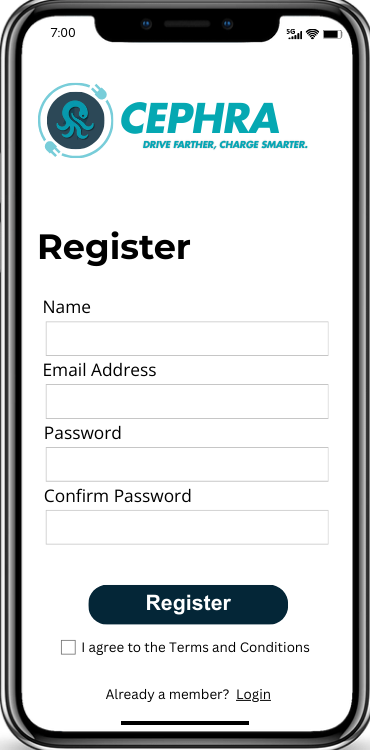 7:00
5G
CEPHRA
DRIVE FARTHER, CHARGE SMARTER.
Register
Name
Email Address
Password
Confirm Password
Register
I agree to the Terms and Conditions
Already a member? Login